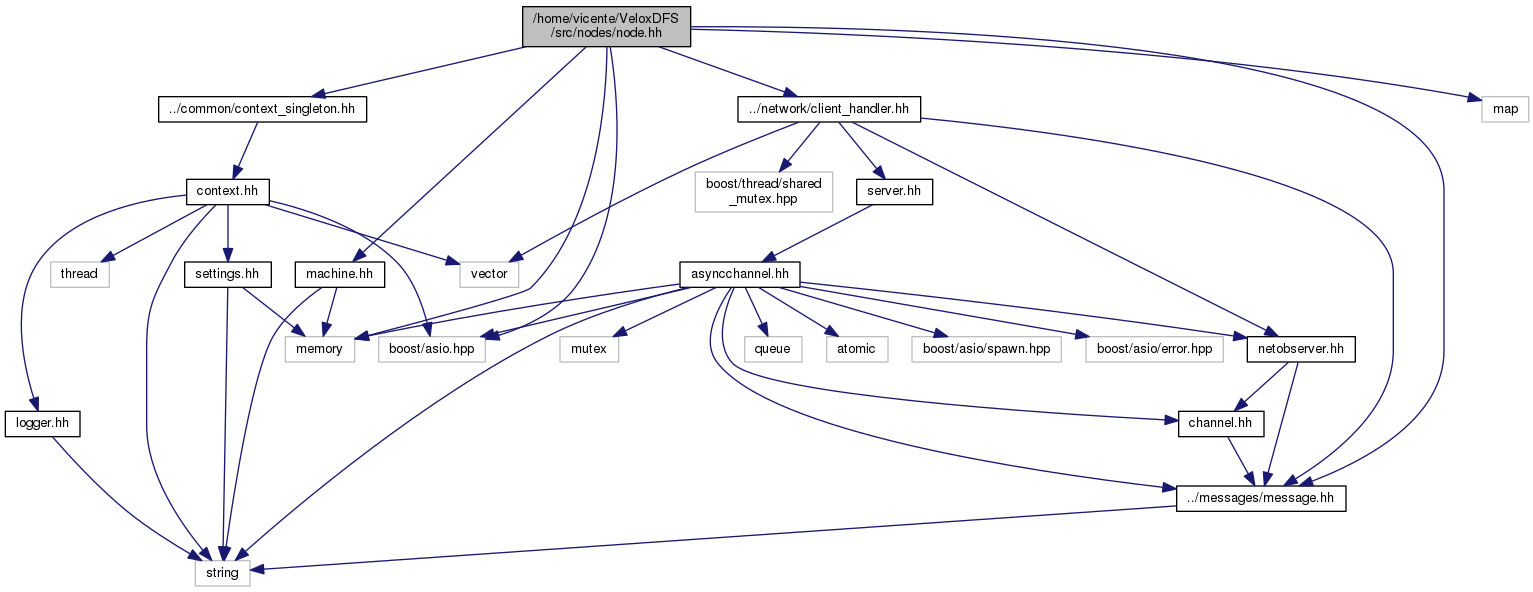 /home/vicente/VeloxDFS
/src/nodes/node.hh
../common/context_singleton.hh
../network/client_handler.hh
map
context.hh
boost/thread/shared
_mutex.hpp
server.hh
thread
settings.hh
machine.hh
vector
asyncchannel.hh
memory
boost/asio.hpp
mutex
queue
atomic
boost/asio/spawn.hpp
boost/asio/error.hpp
netobserver.hh
logger.hh
channel.hh
../messages/message.hh
string